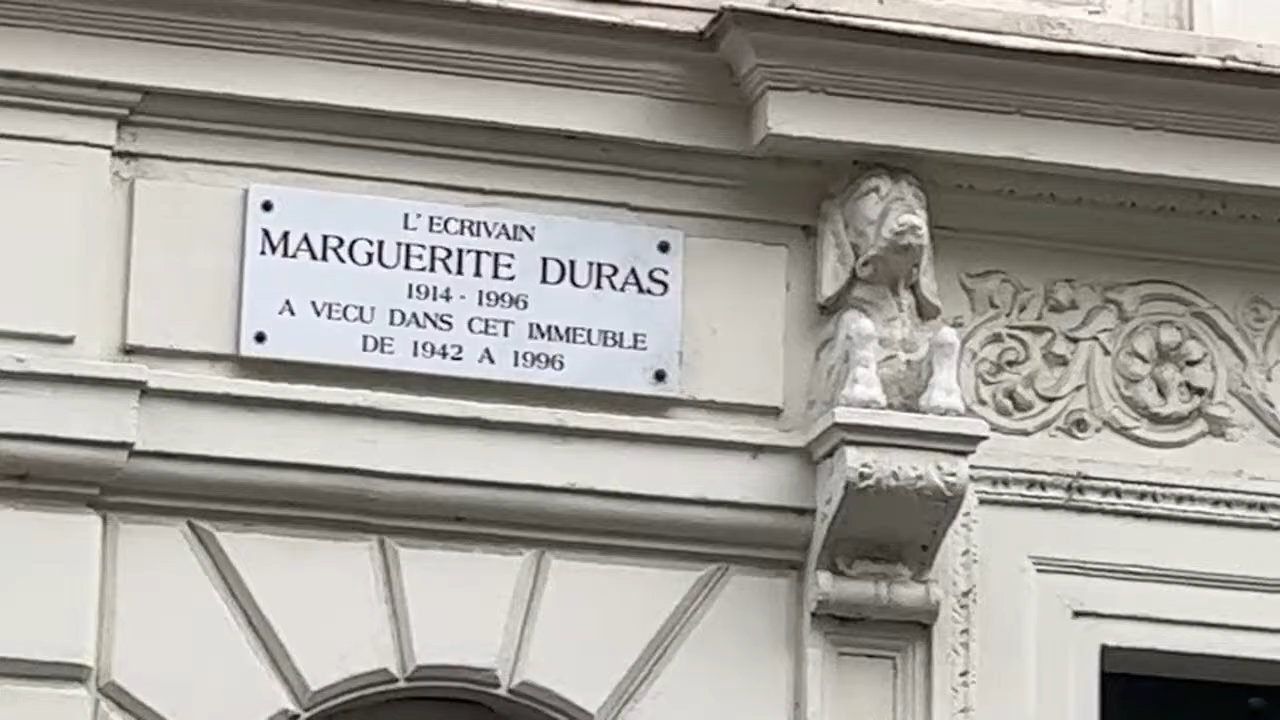 L' ECRIVAIN
MARGUERITE DURAS
1914 - 1996
A VECU DANS CET IMMEUBLE
DE 1942 A 1996